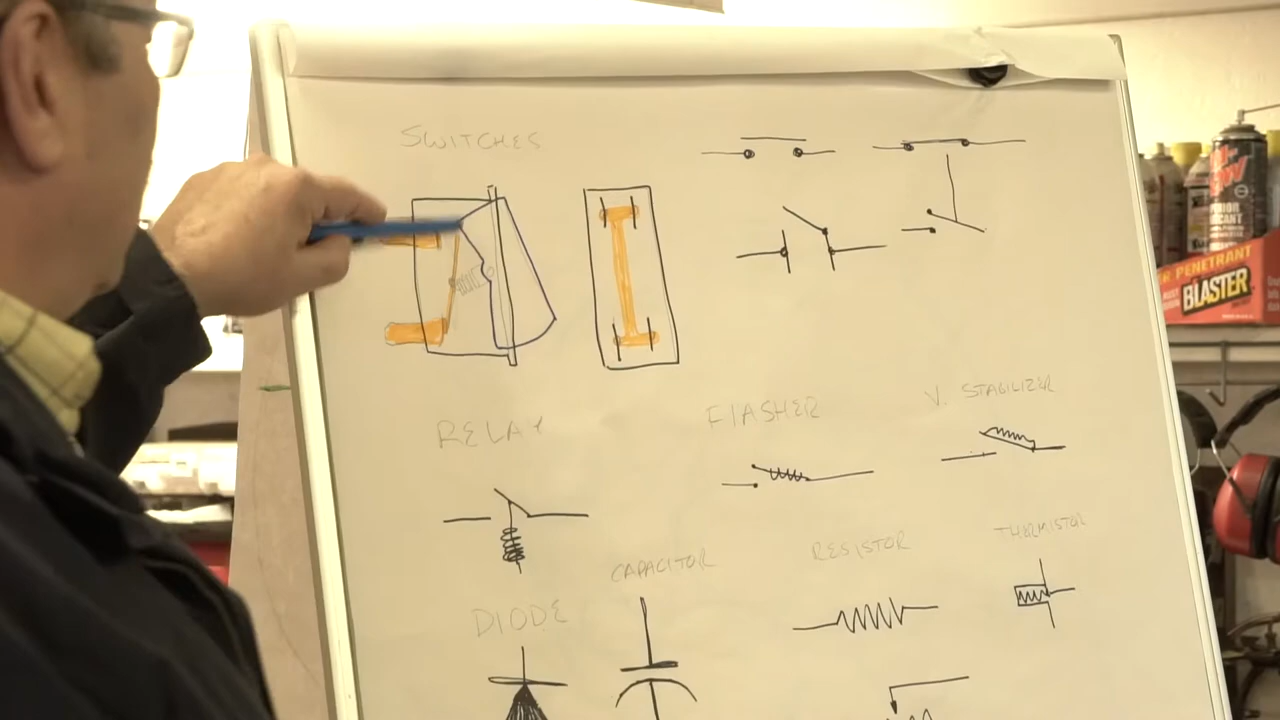 SWITCHES
RELAY
FLASHER
V. STABILIZER
CAPACITOR
RESISTOR
THERMISTOR
DIODE
PENETRANT
BLASTER